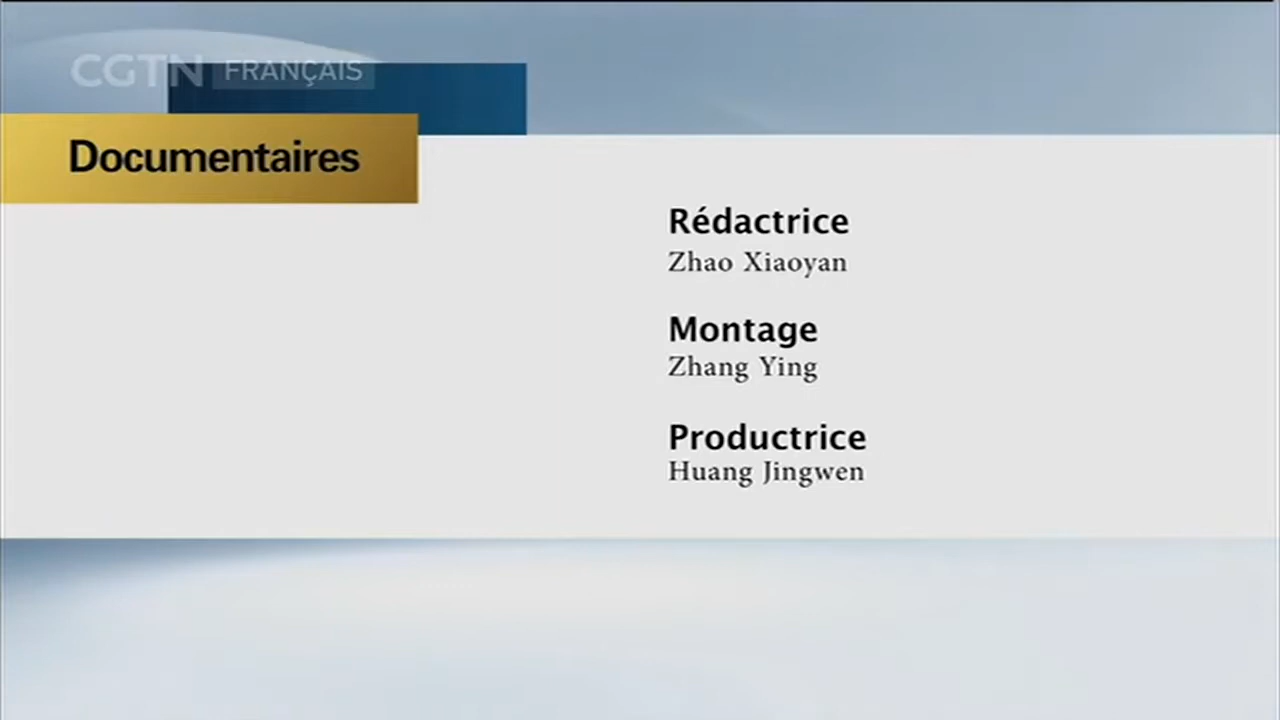 CGTN FRANÇAIS
Documentaires
Rédactrice
Zhao Xiaoyan
Montage
Zhang Ying
Productrice
Huang Jingwen